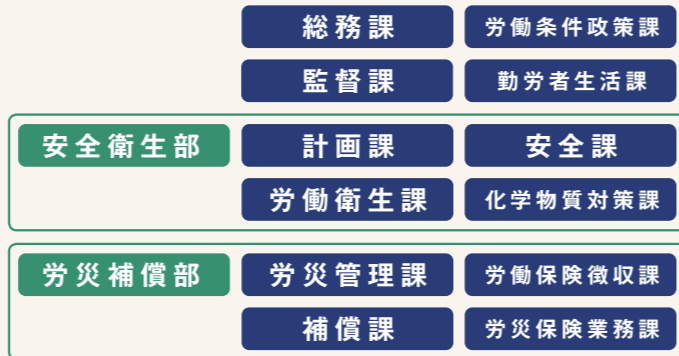 総務課 労働条件政策課
監督課 勤労者生活課
安全衛生部 計画課 安全課
労働衛生課 化学物質対策課
労災補償部 労災管理課 労働保険徴収課
補償課 労災保険業務課